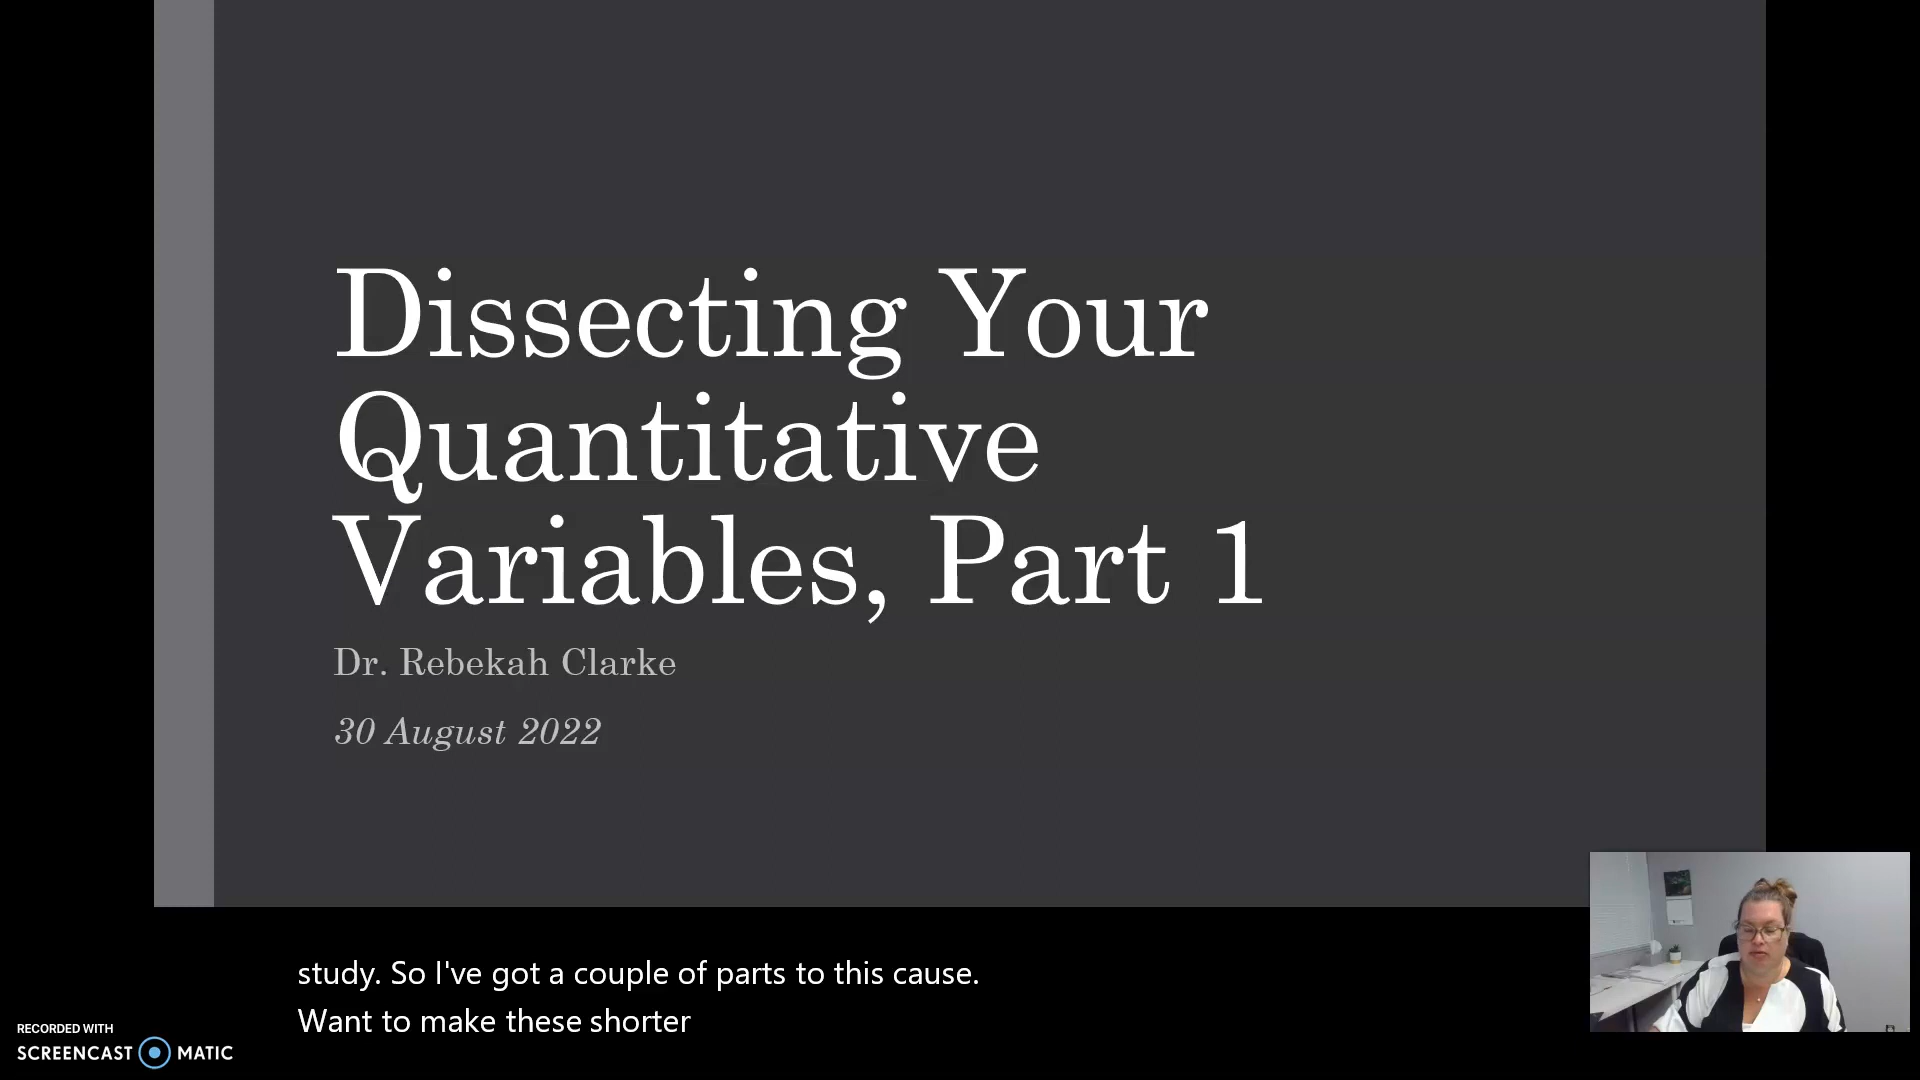 Dissecting Your
Quantitative
Variables, Part 1
Dr. Rebekah Clarke
30 August 2022
study. So I've got a couple of parts to this cause.
Want to make these shorter
RECORDED WITH
SCREENCAST MATIC